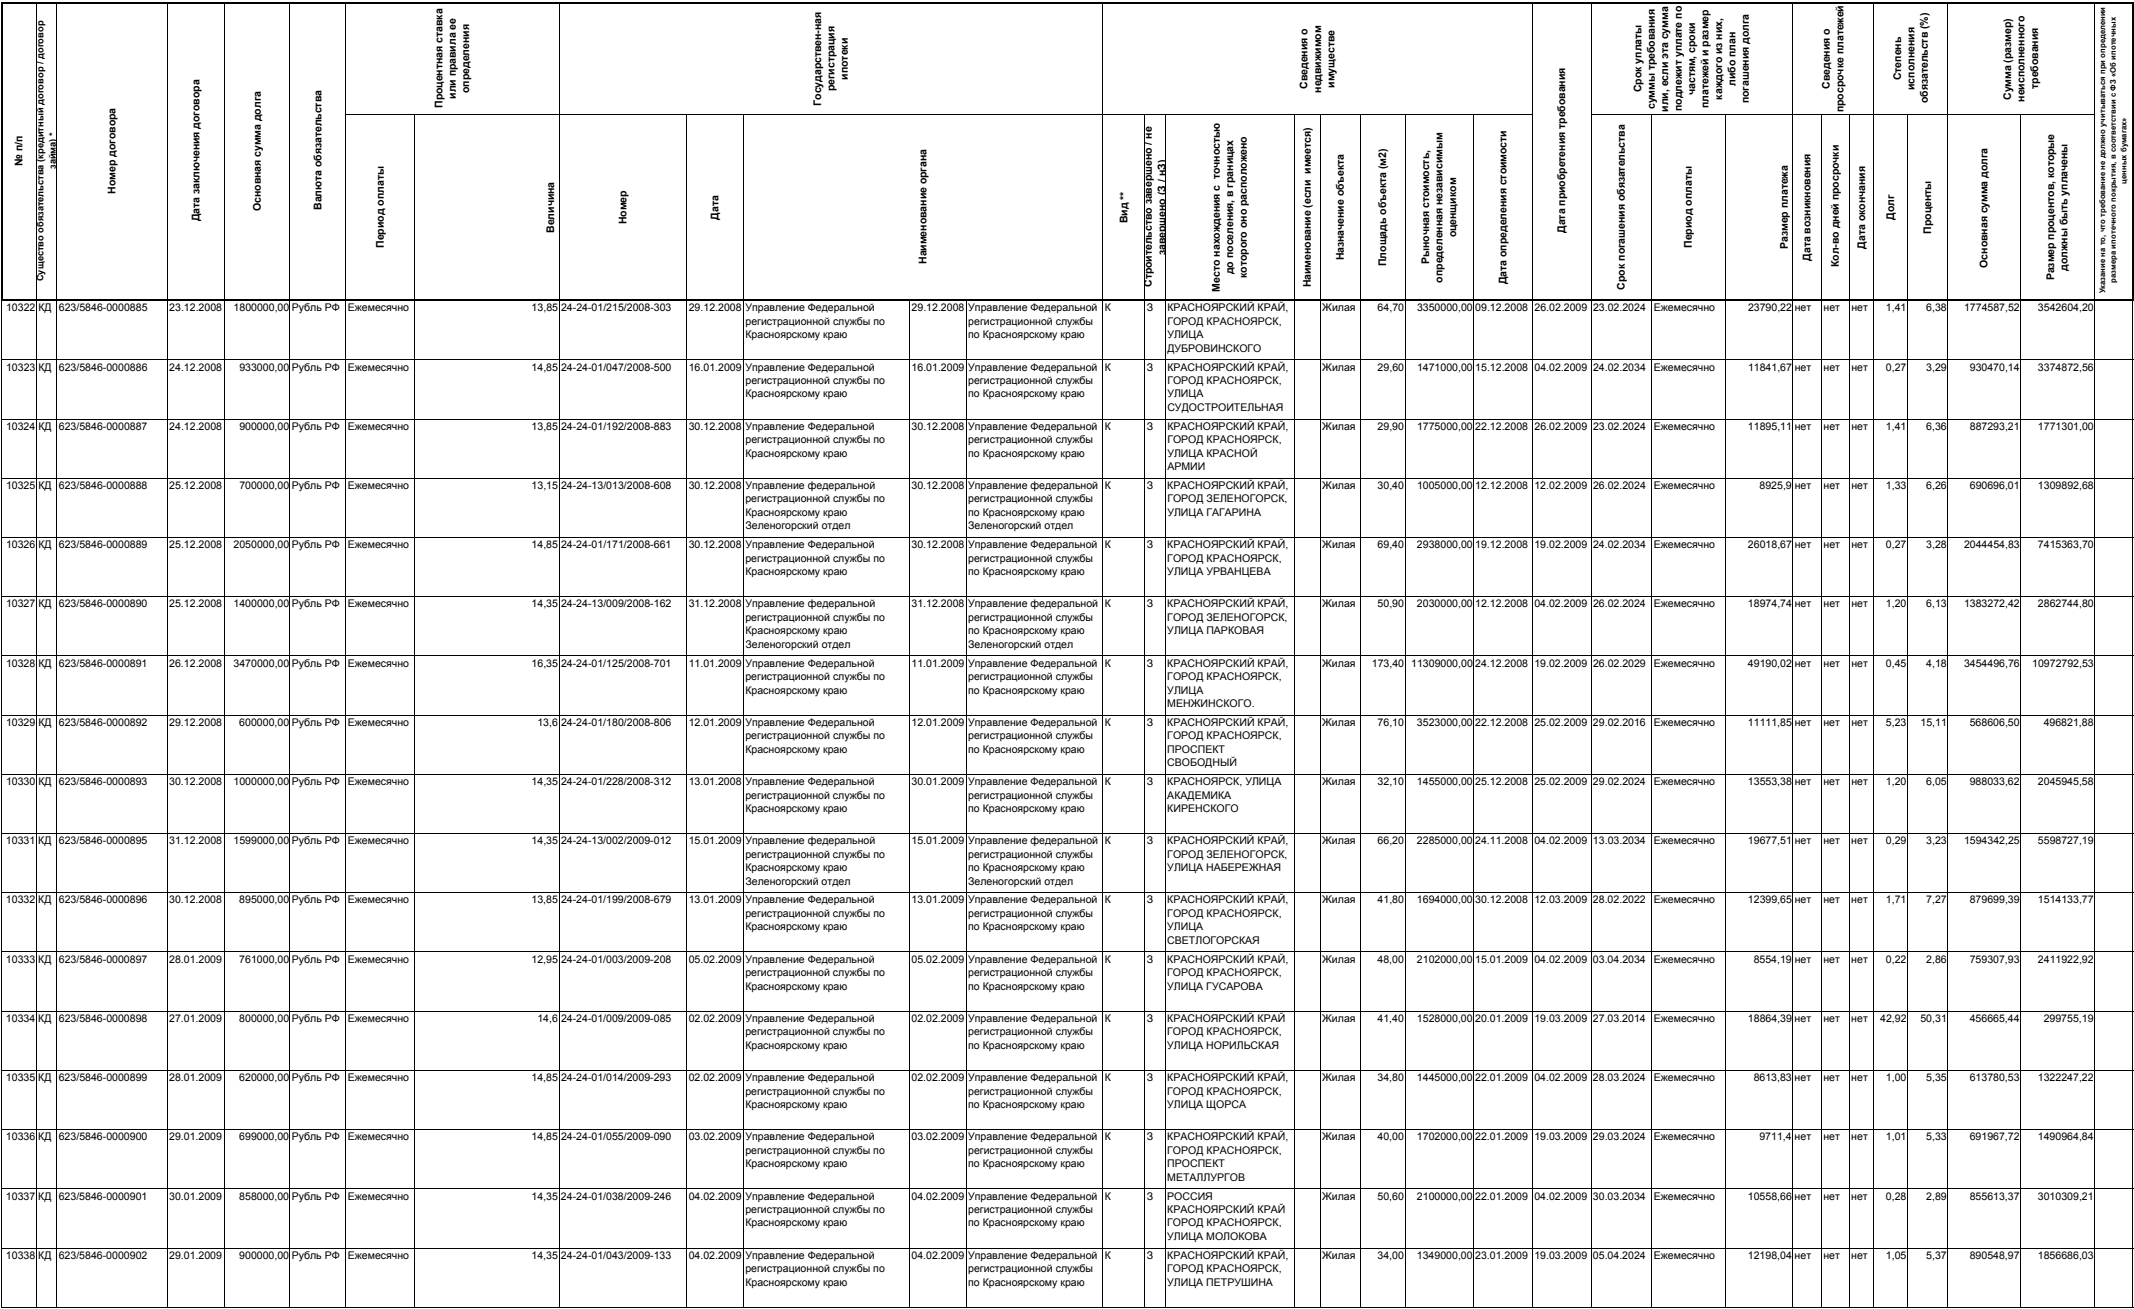 № п/п
Существо обязательства (кредитный договор / договор займа) *
Номер договора
Дата заключения договора
Основная сумма долга
Валюта обязательства
Процентная ставка или правила ее определения
Период оплаты
Величина
Государствен-ная регистрация ипотеки
Номер
Дата
Наименование органа
Сведения о недвижимом имуществе
Вид **
Строительство завершено / не завершено (З / нЗ)
Место нахождения с точностью до поселения, в границах которого оно расположено
Наименование (если имеется)
Назначение объекта
Площадь объекта (м2)
Рыночная стоимость, определенная независимым оценщиком
Дата определения стоимости
Дата приобретения требования
Срок уплаты суммы требования или, если эта сумма подлежит уплате по частям, сроки платежей и размер каждого из них, либо план погашения долга
Срок погашения обязательства
Период оплаты
Размер платежа
Сведения о просрочке платежей
Дата возникновения
Кол-во дней просрочки
Дата окончания
Степень исполнения обязательств (%)
Долг
Проценты
Сумма (размер) неисполненного требования
Основная сумма долга
Размер процентов, которые должны быть уплачены
Указание на то, что требование не должно учитываться при определении размера ипотечного покрытия, в соответствии с ФЗ «Об ипотечных ценных бумагах»
10322 КД 623/5846-0000885 23.12.2008 1800000,00 Рубль РФ Ежемесячно 13,85 24-24-01/215/2008-303 29.12.2008 Управление Федеральной регистрационной службы по Красноярскому краю 29.12.2008 Управление Федеральной регистрационной службы по Красноярскому краю К З КРАСНОЯРСКИЙ КРАЙ, ГОРОД КРАСНОЯРСК, УЛИЦА ДУБРОВИНСКОГО Жилая 64,70 3350000,00 09.12.2008 26.02.2009 23.02.2024 Ежемесячно 23790,22 нет нет нет 1,41 6,38 1774587,52 3542604,20
10323 КД 623/5846-0000886 24.12.2008 933000,00 Рубль РФ Ежемесячно 14,85 24-24-01/047/2008-500 16.01.2009 Управление Федеральной регистрационной службы по Красноярскому краю 16.01.2009 Управление Федеральной регистрационной службы по Красноярскому краю К З КРАСНОЯРСКИЙ КРАЙ, ГОРОД КРАСНОЯРСК, УЛИЦА СУДОСТРОИТЕЛЬНАЯ Жилая 29,60 1471000,00 15.12.2008 04.02.2009 24.02.2034 Ежемесячно 11841,67 нет нет нет 0,27 3,29 930470,14 3374872,56
10324 КД 623/5846-0000887 24.12.2008 900000,00 Рубль РФ Ежемесячно 13,85 24-24-01/192/2008-883 30.12.2008 Управление Федеральной регистрационной службы по Красноярскому краю 30.12.2008 Управление Федеральной регистрационной службы по Красноярскому краю К З КРАСНОЯРСКИЙ КРАЙ, ГОРОД КРАСНОЯРСК, УЛИЦА КРАСНОЙ АРМИИ Жилая 29,90 1775000,00 22.12.2008 26.02.2009 23.02.2024 Ежемесячно 11895,11 нет нет нет 1,41 6,36 887293,21 1771301,00
10325 КД 623/5846-0000888 25.12.2008 700000,00 Рубль РФ Ежемесячно 13,15 24-24-13/013/2008-608 30.12.2008 Управление федеральной регистрационной службы по Красноярскому краю Зеленогорский отдел 30.12.2008 Управление федеральной регистрационной службы по Красноярскому краю Зеленогорский отдел К З КРАСНОЯРСКИЙ КРАЙ, ГОРОД ЗЕЛЕНОГОРСК, УЛИЦА ГАГАРИНА Жилая 30,40 1005000,00 12.12.2008 12.02.2009 26.02.2024 Ежемесячно 8925,9 нет нет нет 1,33 6,26 690696,01 1309892,68
10326 КД 623/5846-0000889 25.12.2008 2050000,00 Рубль РФ Ежемесячно 14,85 24-24-01/171/2008-661 30.12.2008 Управление Федеральной регистрационной службы по Красноярскому краю 30.12.2008 Управление Федеральной регистрационной службы по Красноярскому краю К З КРАСНОЯРСКИЙ КРАЙ, ГОРОД КРАСНОЯРСК, УЛИЦА УРВАНЦЕВА Жилая 69,40 2938000,00 19.12.2008 19.02.2009 24.02.2034 Ежемесячно 26018,67 нет нет нет 0,27 3,28 2044454,83 7415363,70
10327 КД 623/5846-0000890 25.12.2008 1400000,00 Рубль РФ Ежемесячно 14,35 24-24-13/009/2008-162 31.12.2008 Управление федеральной регистрационной службы по Красноярскому краю Зеленогорский отдел 31.12.2008 Управление федеральной регистрационной службы по Красноярскому краю Зеленогорский отдел К З КРАСНОЯРСКИЙ КРАЙ, ГОРОД ЗЕЛЕНОГОРСК, УЛИЦА ПАРКОВАЯ Жилая 50,90 2030000,00 12.12.2008 04.02.2009 26.02.2024 Ежемесячно 18974,74 нет нет нет 1,20 6,13 1383272,42 2862744,80
10328 КД 623/5846-0000891 26.12.2008 3470000,00 Рубль РФ Ежемесячно 16,35 24-24-01/125/2008-701 11.01.2009 Управление Федеральной регистрационной службы по Красноярскому краю 11.01.2009 Управление Федеральной регистрационной службы по Красноярскому краю К З КРАСНОЯРСКИЙ КРАЙ, ГОРОД КРАСНОЯРСК, УЛИЦА МЕНЖИНСКОГО. Жилая 173,40 11309000,00 24.12.2008 19.02.2009 26.02.2029 Ежемесячно 49190,02 нет нет нет 0,45 4,18 3454496,76 10972792,53
10329 КД 623/5846-0000892 29.12.2008 600000,00 Рубль РФ Ежемесячно 13,6 24-24-01/180/2008-806 12.01.2009 Управление Федеральной регистрационной службы по Красноярскому краю 12.01.2009 Управление Федеральной регистрационной службы по Красноярскому краю К З КРАСНОЯРСКИЙ КРАЙ, ГОРОД КРАСНОЯРСК, ПРОСПЕКТ СВОБОДНЫЙ Жилая 76,10 3523000,00 22.12.2008 25.02.2009 29.02.2016 Ежемесячно 11111,85 нет нет нет 5,23 15,11 568606,50 496821,88
10330 КД 623/5846-0000893 30.12.2008 1000000,00 Рубль РФ Ежемесячно 14,35 24-24-01/228/2008-312 13.01.2008 Управление Федеральной регистрационной службы по Красноярскому краю 30.01.2009 Управление Федеральной регистрационной службы по Красноярскому краю К З КРАСНОЯРСК, УЛИЦА АКАДЕМИКА КИРЕНСКОГО Жилая 32,10 1455000,00 25.12.2008 25.02.2009 29.02.2024 Ежемесячно 13553,38 нет нет нет 1,20 6,05 988033,62 2045945,58
10331 КД 623/5846-0000895 31.12.2008 1599000,00 Рубль РФ Ежемесячно 14,35 24-24-13/002/2009-012 15.01.2009 Управление федеральной регистрационной службы по Красноярскому краю Зеленогорский отдел 15.01.2009 Управление федеральной регистрационной службы по Красноярскому краю Зеленогорский отдел К З КРАСНОЯРСКИЙ КРАЙ, ГОРОД ЗЕЛЕНОГОРСК, УЛИЦА НАБЕРЕЖНАЯ Жилая 66,20 2285000,00 24.11.2008 04.02.2009 13.03.2034 Ежемесячно 19677,51 нет нет нет 0,29 3,23 1594342,25 5598727,19
10332 КД 623/5846-0000896 30.12.2008 895000,00 Рубль РФ Ежемесячно 13,85 24-24-01/199/2008-679 13.01.2009 Управление Федеральной регистрационной службы по Красноярскому краю 13.01.2009 Управление Федеральной регистрационной службы по Красноярскому краю К З КРАСНОЯРСКИЙ КРАЙ, ГОРОД КРАСНОЯРСК, УЛИЦА СВЕТЛОГОРСКАЯ Жилая 41,80 1694000,00 30.12.2008 12.03.2009 28.02.2022 Ежемесячно 12399,65 нет нет нет 1,71 7,27 879699,39 1514133,77
10333 КД 623/5846-0000897 28.01.2009 761000,00 Рубль РФ Ежемесячно 12,95 24-24-01/003/2009-208 05.02.2009 Управление Федеральной регистрационной службы по Красноярскому краю 05.02.2009 Управление Федеральной регистрационной службы по Красноярскому краю К З КРАСНОЯРСКИЙ КРАЙ, ГОРОД КРАСНОЯРСК, УЛИЦА ГУСАРОВА Жилая 48,00 2102000,00 15.01.2009 04.02.2009 03.04.2034 Ежемесячно 8554,19 нет нет нет 0,22 2,86 759307,93 2411922,92
10334 КД 623/5846-0000898 27.01.2009 800000,00 Рубль РФ Ежемесячно 14,6 24-24-01/009/2009-085 02.02.2009 Управление Федеральной регистрационной службы по Красноярскому краю 02.02.2009 Управление Федеральной регистрационной службы по Красноярскому краю К З КРАСНОЯРСКИЙ КРАЙ ГОРОД КРАСНОЯРСК, УЛИЦА НОРИЛЬСКАЯ Жилая 41,40 1528000,00 20.01.2009 19.03.2009 27.03.2014 Ежемесячно 18864,39 нет нет нет 42,92 50,31 456665,44 299755,19
10335 КД 623/5846-0000899 28.01.2009 620000,00 Рубль РФ Ежемесячно 14,85 24-24-01/014/2009-293 02.02.2009 Управление Федеральной регистрационной службы по Красноярскому краю 02.02.2009 Управление Федеральной регистрационной службы по Красноярскому краю К З КРАСНОЯРСКИЙ КРАЙ, ГОРОД КРАСНОЯРСК, УЛИЦА ЩОРСА Жилая 34,80 1445000,00 22.01.2009 04.02.2009 28.03.2024 Ежемесячно 8613,83 нет нет нет 1,00 5,35 613780,53 1322247,22
10336 КД 623/5846-0000900 29.01.2009 699000,00 Рубль РФ Ежемесячно 14,85 24-24-01/055/2009-090 03.02.2009 Управление Федеральной регистрационной службы по Красноярскому краю 03.02.2009 Управление Федеральной регистрационной службы по Красноярскому краю К З КРАСНОЯРСКИЙ КРАЙ, ГОРОД КРАСНОЯРСК, ПРОСПЕКТ МЕТАЛЛУРГОВ Жилая 40,00 1702000,00 22.01.2009 19.03.2009 29.03.2024 Ежемесячно 9711,4 нет нет нет 1,01 5,33 691967,72 1490964,84
10337 КД 623/5846-0000901 30.01.2009 858000,00 Рубль РФ Ежемесячно 14,35 24-24-01/038/2009-246 04.02.2009 Управление Федеральной регистрационной службы по Красноярскому краю 04.02.2009 Управление Федеральной регистрационной службы по Красноярскому краю К З РОССИЯ КРАСНОЯРСКИЙ КРАЙ ГОРОД КРАСНОЯРСК, УЛИЦА МОЛОКОВА Жилая 50,60 2100000,00 22.01.2009 04.02.2009 30.03.2034 Ежемесячно 10558,66 нет нет нет 0,28 2,89 855613,37 3010309,21
10338 КД 623/5846-0000902 29.01.2009 900000,00 Рубль РФ Ежемесячно 14,35 24-24-01/043/2009-133 04.02.2009 Управление Федеральной регистрационной службы по Красноярскому краю 04.02.2009 Управление Федеральной регистрационной службы по Красноярскому краю К З КРАСНОЯРСКИЙ КРАЙ, ГОРОД КРАСНОЯРСК, УЛИЦА ПЕТРУШИНА Жилая 34,00 1349000,00 23.01.2009 19.03.2009 05.04.2024 Ежемесячно 12198,04 нет нет нет 1,05 5,37 890548,97 1856686,03